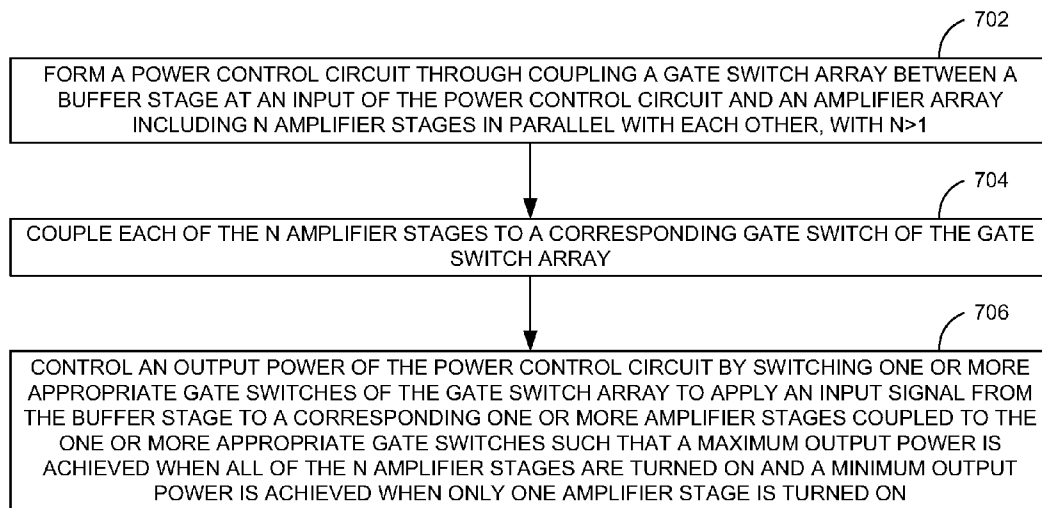 702
FORM A POWER CONTROL CIRCUIT THROUGH COUPLING A GATE SWITCH ARRAY BETWEEN A
BUFFER STAGE AT AN INPUT OF THE POWER CONTROL CIRCUIT AND AN AMPLIFIER ARRAY
INCLUDING N AMPLIFIER STAGES IN PARALLEL WITH EACH OTHER, WITH N>1
704
COUPLE EACH OF THE N AMPLIFIER STAGES TO A CORRESPONDING GATE SWITCH OF THE GATE
SWITCH ARRAY
706
CONTROL AN OUTPUT POWER OF THE POWER CONTROL CIRCUIT BY SWITCHING ONE OR MORE
APPROPRIATE GATE SWITCHES OF THE GATE SWITCH ARRAY TO APPLY AN INPUT SIGNAL FROM
THE BUFFER STAGE TO A CORRESPONDING ONE OR MORE AMPLIFIER STAGES COUPLED TO THE
ONE OR MORE APPROPRIATE GATE SWITCHES SUCH THAT A MAXIMUM OUTPUT POWER IS
ACHIEVED WHEN ALL OF THE N AMPLIFIER STAGES ARE TURNED ON AND A MINIMUM OUTPUT
POWER IS ACHIEVED WHEN ONLY ONE AMPLIFIER STAGE IS TURNED ON